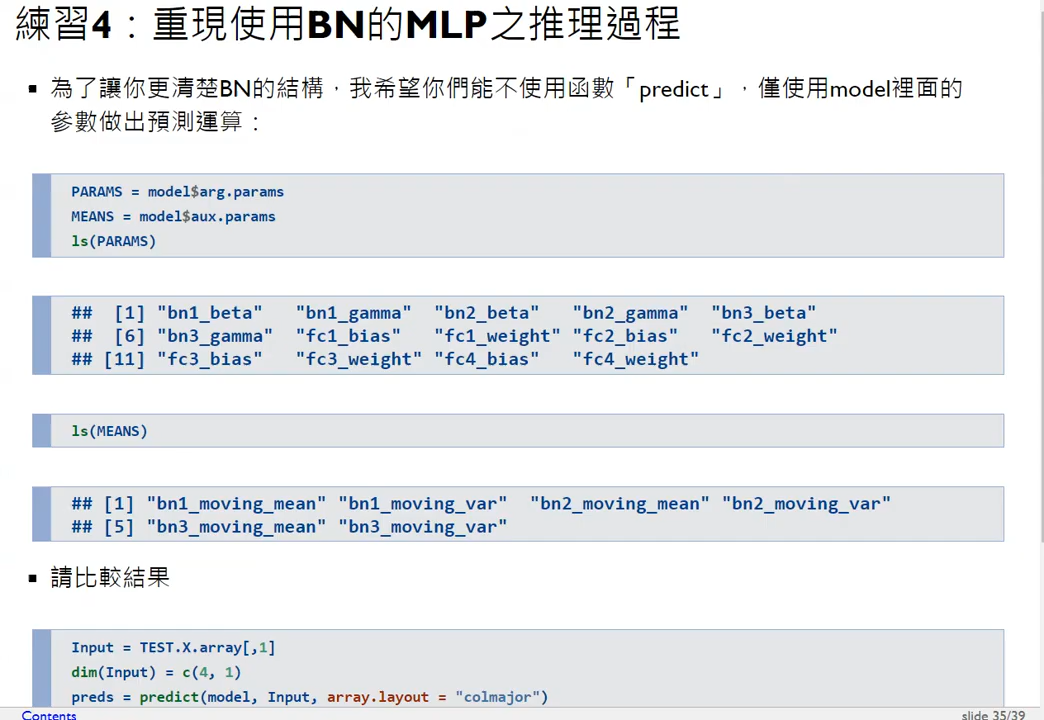 練習4：重現使用BN的MLP之推理過程
▪ 為了讓你更清楚BN的結構，我希望你們能不使用函數「predict」，僅使用model裡面的
參數做出預測運算：
PARAMS = model$arg.params
MEANS = model$aux.params
ls(PARAMS)
##  [1] "bn1_beta"   "bn1_gamma"  "bn2_beta"   "bn2_gamma"  "bn3_beta"
##  [6] "bn3_gamma"  "fc1_bias"   "fc1_weight" "fc2_bias"   "fc2_weight"
## [11] "fc3_bias"   "fc3_weight" "fc4_bias"   "fc4_weight"
ls(MEANS)
## [1] "bn1_moving_mean" "bn1_moving_var"  "bn2_moving_mean" "bn2_moving_var"
## [5] "bn3_moving_mean" "bn3_moving_var"
▪ 請比較結果
Input = TEST.X.array[,1]
dim(Input) = c(4, 1)
preds = predict(model, Input, array.layout = "colmajor")
Contents
slide 35/39